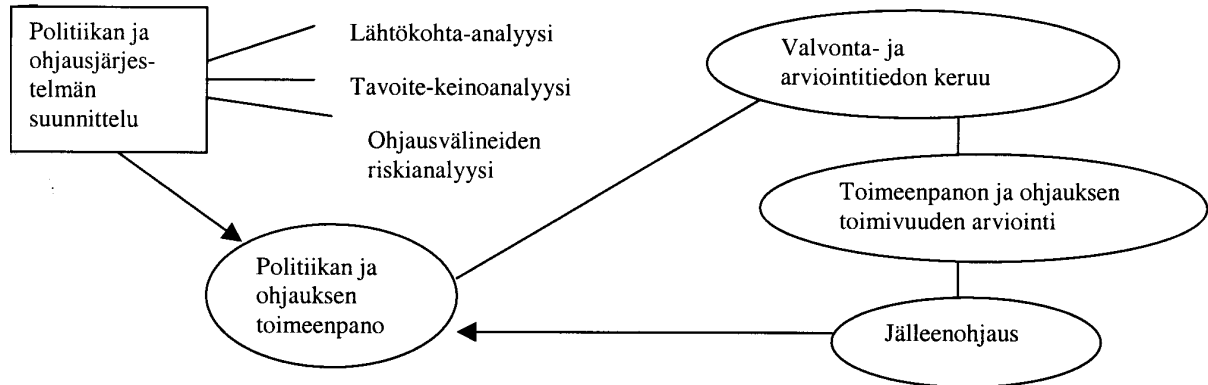 Politiikan ja
ohjausjärjes-
telmän
suunnittelu
Lähtökohta-analyysi
Tavoite-keinoanalyysi
Ohjausvälineiden
riskianalyysi
Valvonta- ja
arviointitiedon keruu
Toimeenpanon ja ohjauksen
toimivuuden arviointi
Politiikan ja
ohjauksen
toimeenpano
Jälleenohjaus